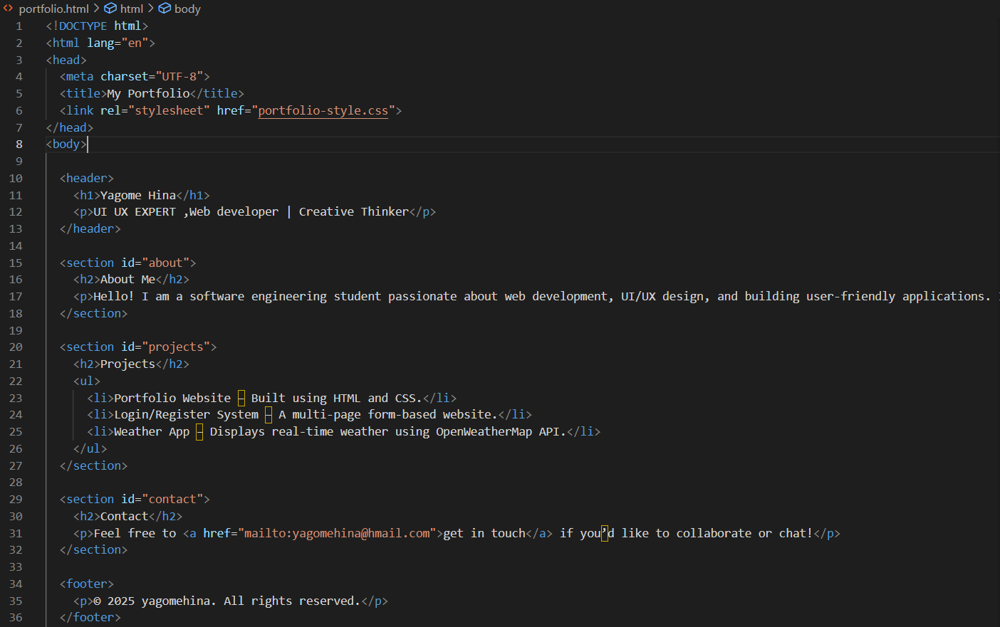 portfolio.html > html > body
1 <!DOCTYPE html>
2 <html lang="en">
3 <head>
4 <meta charset="UTF-8">
5 <title>My Portfolio</title>
6 <link rel="stylesheet" href="portfolio-style.css">
7 </head>
8 <body>
9
10 <header>
11 <h1>Yagome Hina</h1>
12 <p>UI UX EXPERT ,Web developer | Creative Thinker</p>
13 </header>
14
15 <section id="about">
16 <h2>About Me</h2>
17 <p>Hello! I am a software engineering student passionate about web development, UI/UX design, and building user-friendly applications.
18 </section>
19
20 <section id="projects">
21 <h2>Projects</h2>
22 <ul>
23 <li>Portfolio Website – Built using HTML and CSS.</li>
24 <li>Login/Register System – A multi-page form-based website.</li>
25 <li>Weather App – Displays real-time weather using OpenWeatherMap API.</li>
26 </ul>
27 </section>
28
29 <section id="contact">
30 <h2>Contact</h2>
31 <p>Feel free to <a href="mailto:yagomehina@hmail.com">get in touch</a> if you’d like to collaborate or chat!</p>
32 </section>
33
34 <footer>
35 <p>© 2025 yagomehina. All rights reserved.</p>
36 </footer>